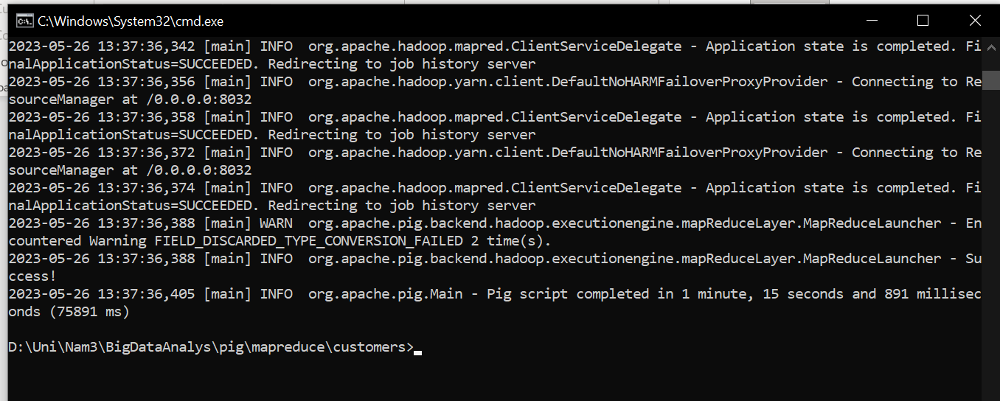 C:\Windows\System32\cmd.exe
2023-05-26 13:37:36,342 [main] INFO  org.apache.hadoop.mapred.ClientServiceDelegate - Application state is completed. Fi
nalApplicationStatus=SUCCEEDED. Redirecting to job history server
2023-05-26 13:37:36,356 [main] INFO  org.apache.hadoop.yarn.client.DefaultNoHARMFailoverProxyProvider - Connecting to Re
sourceManager at /0.0.0.0:8032
2023-05-26 13:37:36,358 [main] INFO  org.apache.hadoop.mapred.ClientServiceDelegate - Application state is completed. Fi
nalApplicationStatus=SUCCEEDED. Redirecting to job history server
2023-05-26 13:37:36,372 [main] INFO  org.apache.hadoop.yarn.client.DefaultNoHARMFailoverProxyProvider - Connecting to Re
sourceManager at /0.0.0.0:8032
2023-05-26 13:37:36,374 [main] INFO  org.apache.hadoop.mapred.ClientServiceDelegate - Application state is completed. Fi
nalApplicationStatus=SUCCEEDED. Redirecting to job history server
2023-05-26 13:37:36,388 [main] WARN  org.apache.pig.backend.hadoop.executionengine.mapReduceLayer.MapReduceLauncher - En
countered Warning FIELD_DISCARDED_TYPE_CONVERSION_FAILED 2 time(s).
2023-05-26 13:37:36,388 [main] INFO  org.apache.pig.backend.hadoop.executionengine.mapReduceLayer.MapReduceLauncher - Su
ccess!
2023-05-26 13:37:36,405 [main] INFO  org.apache.pig.Main - Pig script completed in 1 minute, 15 seconds and 891 millisec
onds (75891 ms)
D:\Uni\Nam3\BigDataAnalys\pig\mapreduce\customers>